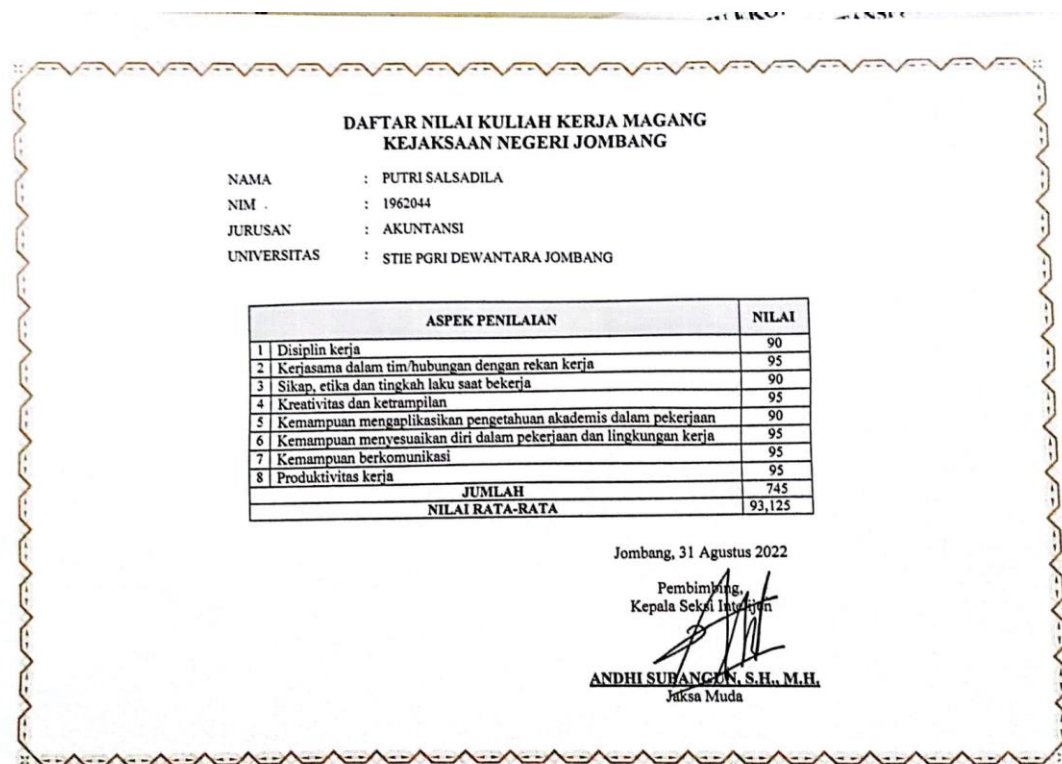 DAFTAR NILAI KULIAH KERJA MAGANG
KEJAKSAAN NEGERI JOMBANG
NAMA : PUTRI SALSADILA
NIM : 1962044
JURUSAN : AKUNTANSI
UNIVERSITAS : STIE PGRI DEWANTARA JOMBANG
ASPEK PENILAIAN NILAI
1 Disiplin kerja 90
2 Kerjasama dalam tim/hubungan dengan rekan kerja 95
3 Sikap, etika dan tingkah laku saat bekerja 90
4 Kreativitas dan ketrampilan 95
5 Kemampuan mengaplikasikan pengetahuan akademis dalam pekerjaan 90
6 Kemampuan menyesuaikan diri dalam pekerjaan dan lingkungan kerja 95
7 Kemampuan berkomunikasi 95
8 Produktivitas kerja 95
JUMLAH 745
NILAI RATA-RATA 93,125
Jombang, 31 Agustus 2022
Pembimbing,
Kepala Seksi Intelijen
ANDHI SUBANGUN, S.H., M.H.
Jaksa Muda